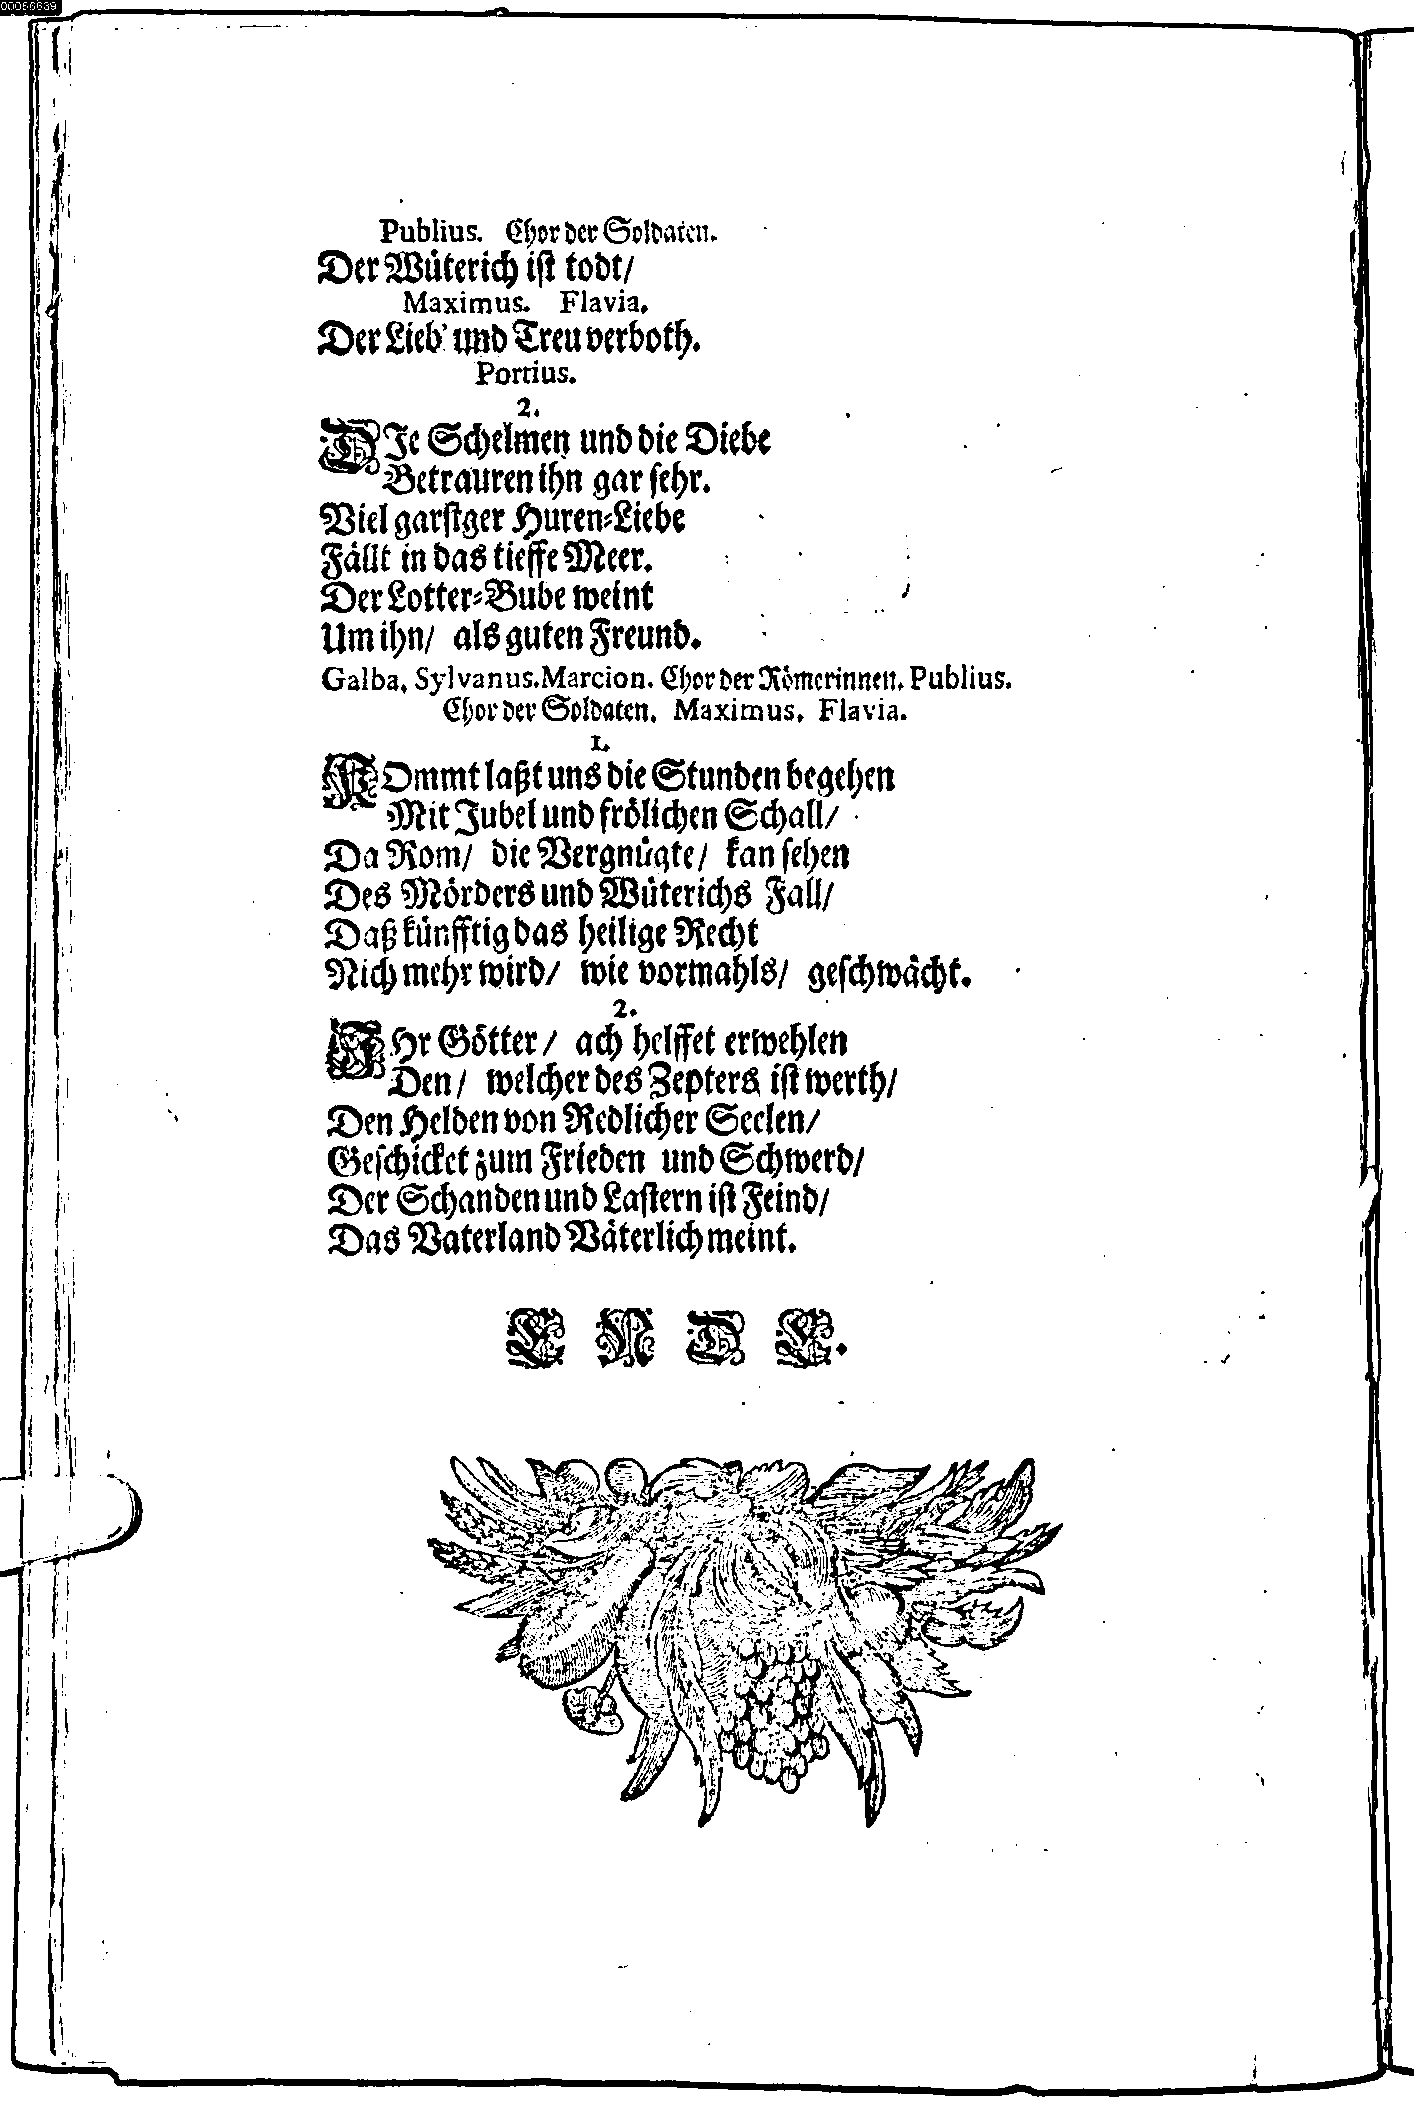 00056639
Publius. Chor der Soldaten.
Der Wüterich ist todt/
Maximus. Flavia.
Der Lieb' und Treu verboth.
Portius.
2.
DIe Schelmen und die Diebe
Betrauren ihn gar sehr.
Viel garstger Huren-Liebe
Fällt in das tieffe Meer.
Der Lotter-Bube weint
Um ihn/ als guten Freund.
Galba. Sylvanus. Marcion. Chor der Römerinnen. Publius.
Chor der Soldaten. Maximus. Flavia.
1.
KOmmt laßt uns die Stunden begehen
Mit Jubel und frölichen Schall/
Da Rom/ die Vergnügte/ kan sehen
Des Mörders und Wüterichs Fall/
Daß künfftig das heilige Recht
Nich mehr wird/ wie vormahls/ geschwächt.
2.
IHr Götter/ ach helffet erwehlen
Den/ welcher des Zepters ist werth/
Den Helden von Redlicher Seelen/
Geschicket zum Frieden und Schwerd/
Der Schanden und Lastern ist Feind/
Das Vaterland Väterlich meint.
ENDE.